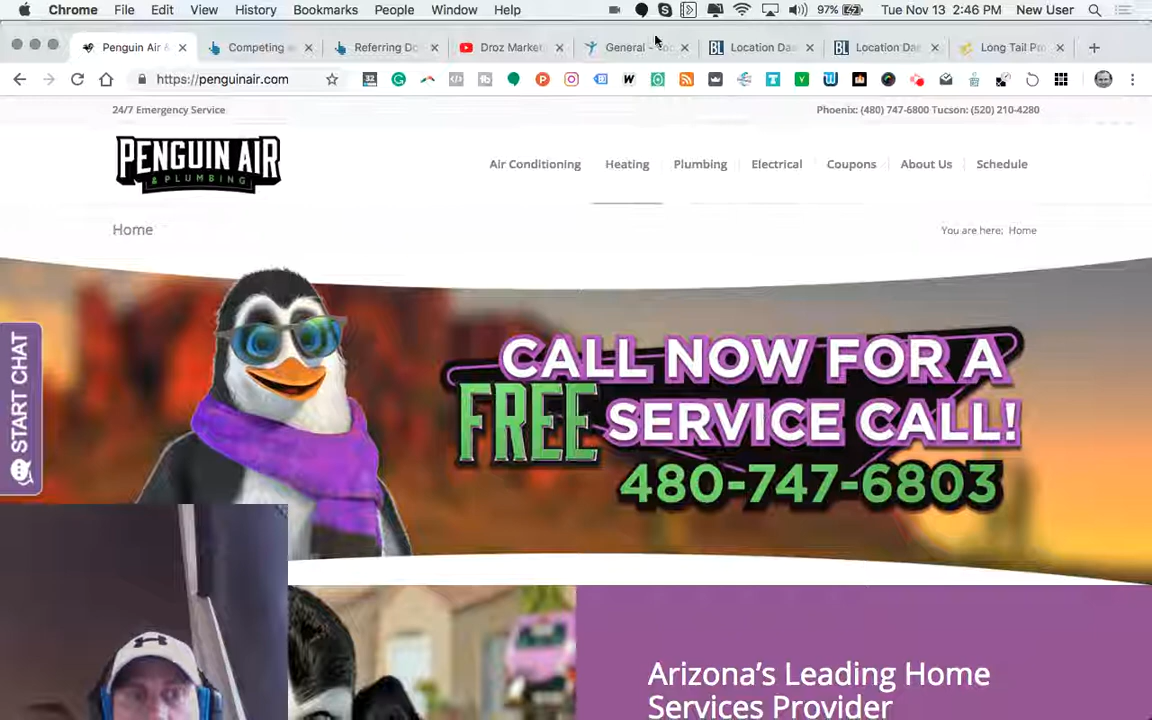 Chrome File Edit View History Bookmarks People Window Help 97% Tue Nov 13 2:46 PM New User
Penguin Air & Competing Referring Do Droz Market General Location Das Location Das Long Tail Pro
https://penguinair.com
24/7 Emergency Service Phoenix: (480) 747-6800 Tucson: (520) 210-4280
PENGUIN AIR
& PLUMBING
Air Conditioning Heating Plumbing Electrical Coupons About Us Schedule
Home You are here: Home
CALL NOW FOR A
FREE SERVICE CALL!
480-747-6803
START CHAT
Arizona's Leading Home
Services Provider